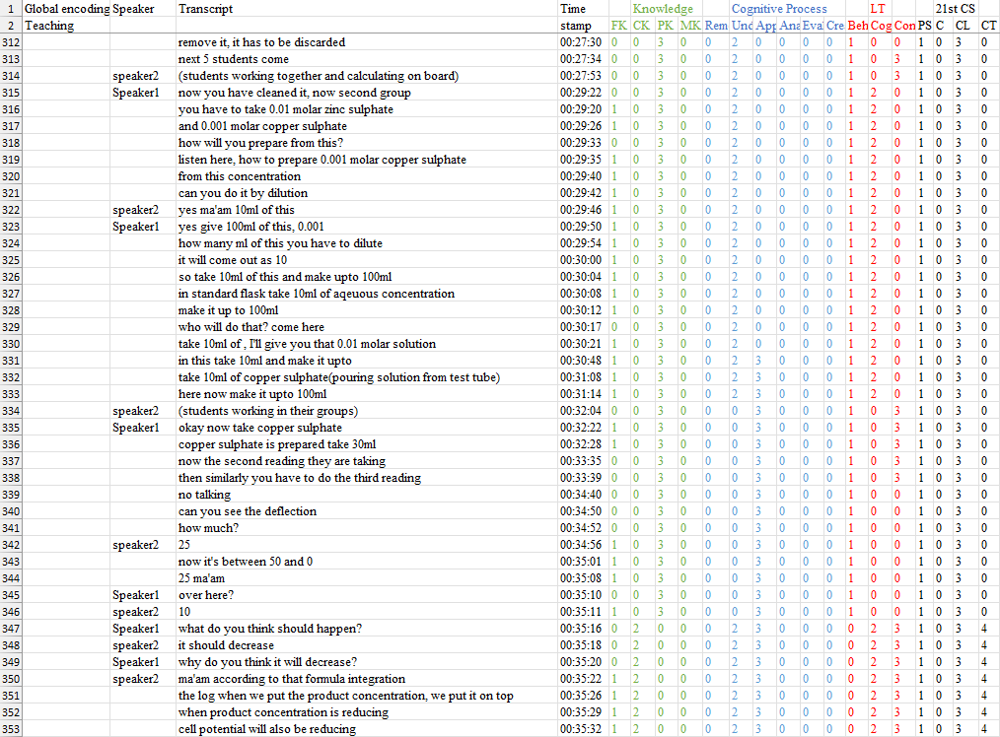 1 Global encoding Speaker Transcript Time Knowledge Cognitive Process LT 21st CS
2 Teaching stamp FK CK PK MK Rem Und App Ana Eva Cre Beh Cog Con PS C CL CT
312 remove it, it has to be discarded 00:27:30 0 0 3 0 0 2 0 0 0 0 1 0 0 1 0 3 0
313 next 5 students come 00:27:34 0 0 3 0 0 2 0 0 0 0 1 0 3 1 0 3 0
314 speaker2 (students working together and calculating on board) 00:27:53 0 0 3 0 0 2 0 0 0 0 1 0 3 1 0 3 0
315 Speaker1 now you have cleaned it, now second group 00:29:22 0 0 3 0 0 2 0 0 0 0 1 2 0 1 0 3 0
316 you have to take 0.01 molar zinc sulphate 00:29:20 1 0 3 0 0 2 0 0 0 0 1 2 0 1 0 3 0
317 and 0.001 molar copper sulphate 00:29:26 1 0 3 0 0 2 0 0 0 0 1 2 0 1 0 3 0
318 how will you prepare from this? 00:29:33 0 0 3 0 0 2 0 0 0 0 1 2 0 1 0 3 0
319 listen here, how to prepare 0.001 molar copper sulphate 00:29:35 1 0 3 0 0 2 0 0 0 0 1 2 0 1 0 3 0
320 from this concentration 00:29:40 1 0 3 0 0 2 0 0 0 0 1 2 0 1 0 3 0
321 can you do it by dilution 00:29:42 1 0 3 0 0 2 0 0 0 0 1 2 0 1 0 3 0
322 speaker2 yes ma'am 10ml of this 00:29:46 1 0 3 0 0 2 0 0 0 0 1 2 0 1 0 3 0
323 Speaker1 yes give 100ml of this, 0.001 00:29:50 1 0 3 0 0 2 0 0 0 0 1 2 0 1 0 3 0
324 how many ml of this you have to dilute 00:29:54 1 0 3 0 0 2 0 0 0 0 1 2 0 1 0 3 0
325 it will come out as 10 00:30:00 1 0 3 0 0 2 0 0 0 0 1 2 0 1 0 3 0
326 so take 10ml of this and make upto 100ml 00:30:04 1 0 3 0 0 2 0 0 0 0 1 2 0 1 0 3 0
327 in standard flask take 10ml of aqeuous concentration 00:30:08 1 0 3 0 0 2 0 0 0 0 1 2 0 1 0 3 0
328 make it up to 100ml 00:30:12 1 0 3 0 0 2 0 0 0 0 1 2 0 1 0 3 0
329 who will do that? come here 00:30:17 0 0 3 0 0 2 0 0 0 0 1 2 0 1 0 3 0
330 take 10ml of , I'll give you that 0.01 molar solution 00:30:21 1 0 3 0 0 2 0 0 0 0 1 2 0 1 0 3 0
331 in this take 10ml and make it upto 00:30:48 1 0 3 0 0 2 3 0 0 0 1 2 0 1 0 3 0
332 take 10ml of copper sulphate(pouring solution from test tube) 00:31:08 1 0 3 0 0 2 3 0 0 0 1 2 0 1 0 3 0
333 here now make it upto 100ml 00:31:14 1 0 3 0 0 2 3 0 0 0 1 2 0 1 0 3 0
334 speaker2 (students working in their groups) 00:32:04 0 0 3 0 0 2 3 0 0 0 1 0 3 1 0 3 0
335 Speaker1 okay now take copper sulphate 00:32:22 1 0 3 0 0 2 3 0 0 0 1 0 3 1 0 3 0
336 copper sulphate is prepared take 30ml 00:32:28 1 0 3 0 0 2 3 0 0 0 1 0 3 1 0 3 0
337 now the second reading they are taking 00:33:35 0 0 3 0 0 2 3 0 0 0 1 0 3 1 0 3 0
338 then similarly you have to do the third reading 00:33:39 0 0 3 0 0 2 3 0 0 0 1 0 3 1 0 3 0
339 no talking 00:34:40 0 0 3 0 0 2 3 0 0 0 1 0 0 1 0 3 0
340 can you see the deflection 00:34:50 0 0 3 0 0 2 3 0 0 0 1 0 0 1 0 3 0
341 how much? 00:34:52 0 0 3 0 0 2 3 0 0 0 1 0 0 1 0 3 0
342 speaker2 25 00:34:56 1 0 3 0 0 2 3 0 0 0 1 0 0 1 0 3 0
343 now it's between 50 and 0 00:35:01 1 0 3 0 0 2 3 0 0 0 1 0 0 1 0 3 0
344 25 ma'am 00:35:08 1 0 3 0 0 2 3 0 0 0 1 0 0 1 0 3 0
345 Speaker1 over here? 00:35:10 0 0 3 0 0 2 3 0 0 0 1 0 0 1 0 3 0
346 speaker2 10 00:35:11 1 0 3 0 0 2 3 0 0 0 1 0 0 1 0 3 0
347 Speaker1 what do you think should happen? 00:35:16 0 2 0 0 0 2 3 0 0 0 0 2 3 1 0 3 4
348 speaker2 it should decrease 00:35:18 0 2 0 0 0 2 3 0 0 0 0 2 3 1 0 3 4
349 Speaker1 why do you think it will decrease? 00:35:20 0 2 0 0 0 2 3 0 0 0 0 2 3 1 0 3 4
350 speaker2 ma'am according to that formula integration 00:35:22 1 2 0 0 0 2 3 0 0 0 0 2 3 1 0 3 4
351 the log when we put the product concentration, we put it on top 00:35:26 1 2 0 0 0 2 3 0 0 0 0 2 3 1 0 3 4
352 when product concentration is reducing 00:35:29 1 2 0 0 0 2 3 0 0 0 0 2 3 1 0 3 4
353 cell potential will also be reducing 00:35:32 1 2 0 0 0 2 3 0 0 0 0 2 3 1 0 3 4